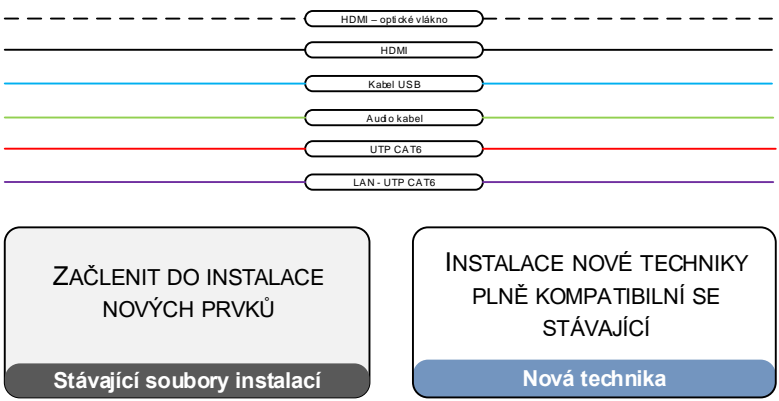 HDMI – optické vlákno
HDMI
Kabel USB
Audio kabel
UTP CAT6
LAN - UTP CAT6
ZAČLENIT DO INSTALACE
NOVÝCH PRVKŮ
Stávající soubory instalací
INSTALACE NOVÉ TECHNIKY
PLNĚ KOMPATIBILNÍ SE
STÁVAJÍCÍ
Nová technika